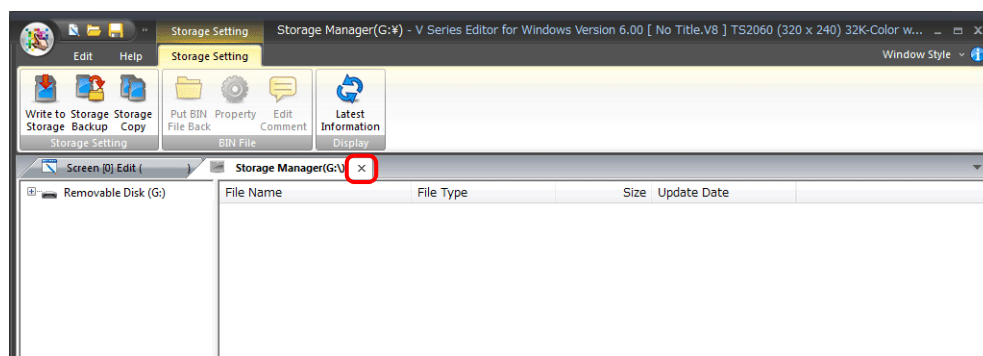 Storage Setting
Storage Manager(G:¥) - V Series Editor for Windows Version 6.00 [ No Title.V8 ] TS2060 (320 x 240) 32K-Color w...
Edit Help Storage Setting Window Style
Write to Storage Storage Put BIN Property Edit Latest
Storage Backup Copy File Back Comment Information
Storage Setting BIN File Display
Screen [0] Edit ( ) Storage Manager(G:\)
Removable Disk (G:) File Name File Type Size Update Date